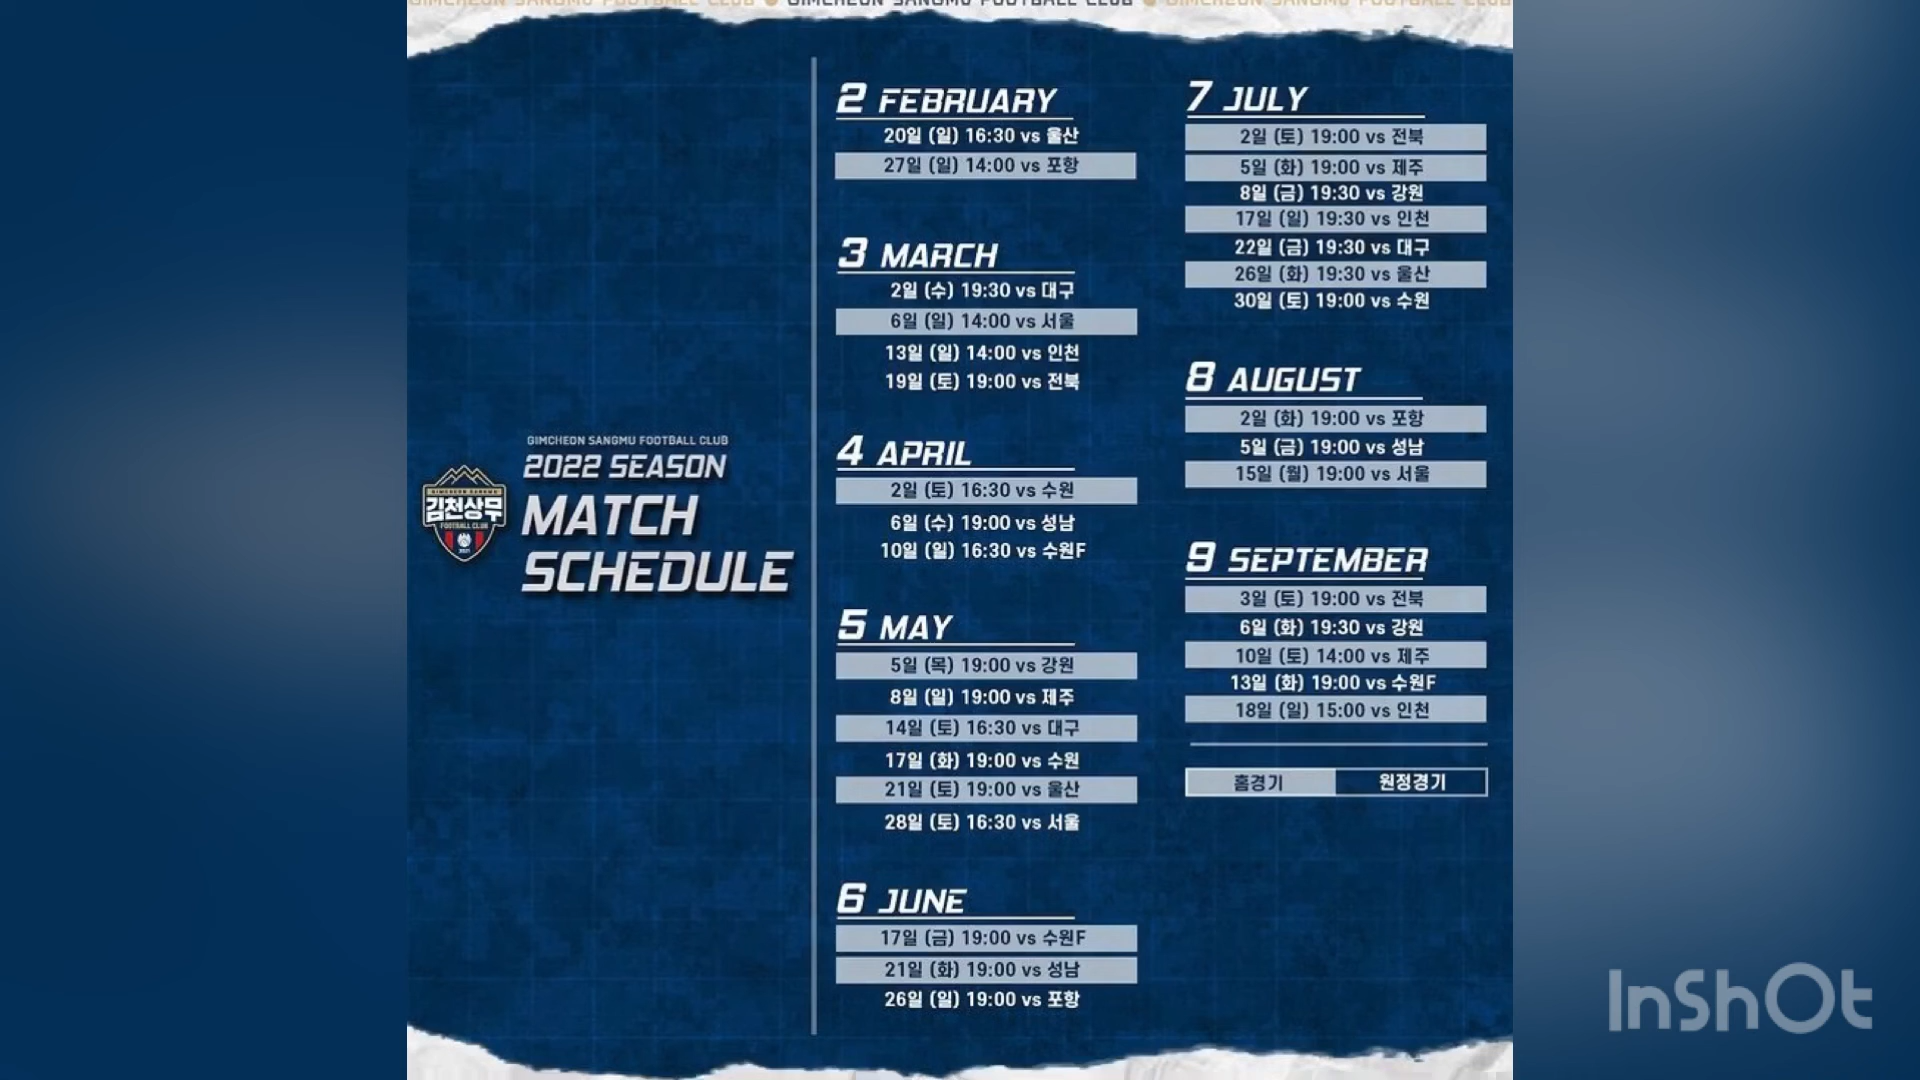 GIMCHEON SANGMU FOOTBALL CLUB ● GIMCHEON SANGMU FOOTBALL CLUB ● GIMCHEON SANGMU FOOTBALL CLUB
GIMCHEON SANGMU
김천상무
FOOTBALL CLUB
2021
GIMCHEON SANGMU FOOTBALL CLUB
2022 SEASON
MATCH
SCHEDULE
2 FEBRUARY
20일 (일) 16:30 vs 울산
27일 (일) 14:00 vs 포항
3 MARCH
2일 (수) 19:30 vs 대구
6일 (일) 14:00 vs 서울
13일 (일) 14:00 vs 인천
19일 (토) 19:00 vs 전북
4 APRIL
2일 (토) 16:30 vs 수원
6일 (수) 19:00 vs 성남
10일 (일) 16:30 vs 수원F
5 MAY
5일 (목) 19:00 vs 강원
8일 (일) 19:00 vs 제주
14일 (토) 16:30 vs 대구
17일 (화) 19:00 vs 수원
21일 (토) 19:00 vs 울산
28일 (토) 16:30 vs 서울
6 JUNE
17일 (금) 19:00 vs 수원F
21일 (화) 19:00 vs 성남
26일 (일) 19:00 vs 포항
7 JULY
2일 (토) 19:00 vs 전북
5일 (화) 19:00 vs 제주
8일 (금) 19:30 vs 강원
17일 (일) 19:30 vs 인천
22일 (금) 19:30 vs 대구
26일 (화) 19:30 vs 울산
30일 (토) 19:00 vs 수원
8 AUGUST
2일 (화) 19:00 vs 포항
5일 (금) 19:00 vs 성남
15일 (월) 19:00 vs 서울
9 SEPTEMBER
3일 (토) 19:00 vs 전북
6일 (화) 19:30 vs 강원
10일 (토) 14:00 vs 제주
13일 (화) 19:00 vs 수원F
18일 (일) 15:00 vs 인천
홈경기 원정경기
InShOt